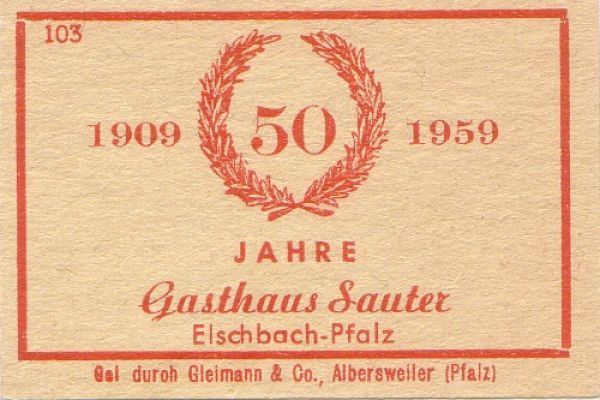 103
1909 50 1959
JAHRE
Gasthaus Sauter
Elschbach-Pfalz
Gel durch Gleimann & Co., Albersweiler (Pfalz)